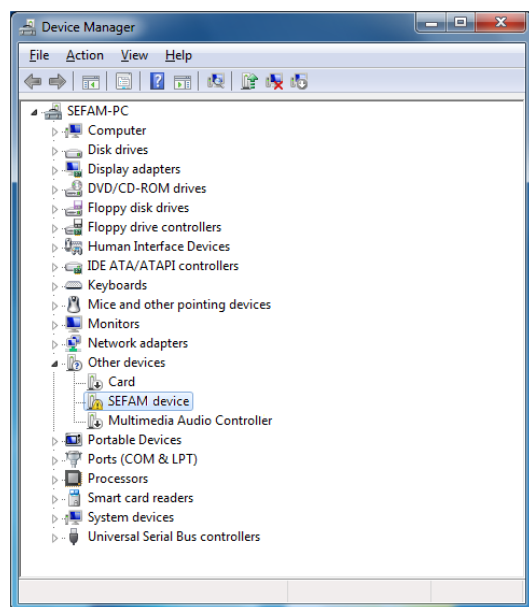 Device Manager
File Action View Help
SEFAM-PC
Computer
Disk drives
Display adapters
DVD/CD-ROM drives
Floppy disk drives
Floppy drive controllers
Human Interface Devices
IDE ATA/ATAPI controllers
Keyboards
Mice and other pointing devices
Monitors
Network adapters
Other devices
Card
SEFAM device
Multimedia Audio Controller
Portable Devices
Ports (COM & LPT)
Processors
Smart card readers
System devices
Universal Serial Bus controllers